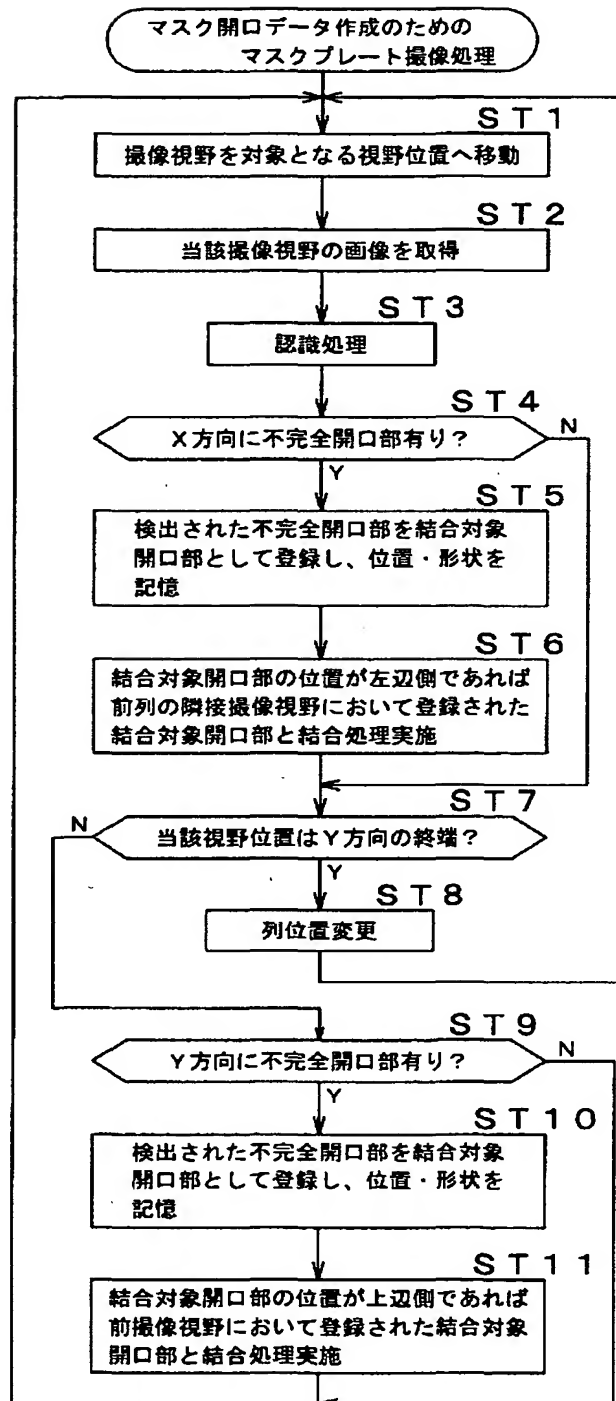 マスク開口データ作成のための
マスクプレート撮像処理
ST1
撮像視野を対象となる視野位置へ移動
ST2
当該撮像視野の画像を取得
ST3
認識処理
ST4
X方向に不完全開口部有り?
N
Y
ST5
検出された不完全開口部を結合対象
開口部として登録し、位置・形状を
記憶
ST6
結合対象開口部の位置が左辺側であれば
前列の隣接撮像視野において登録された
結合対象開口部と結合処理実施
ST7
N
当該視野位置はY方向の終端?
Y
ST8
列位置変更
ST9
Y方向に不完全開口部有り?
N
Y
ST10
検出された不完全開口部を結合対象
開口部として登録し、位置・形状を
記憶
ST11
結合対象開口部の位置が上辺側であれば
前撮像視野において登録された結合対象
開口部と結合処理実施